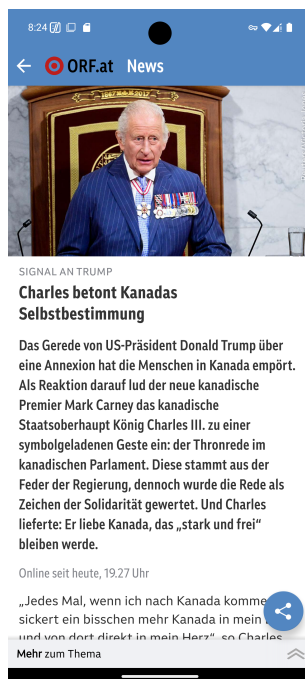 8:24
ORF.at News
1867 1967 2017
SIGNAL AN TRUMP
Charles betont Kanadas
Selbstbestimmung
Das Gerede von US-Präsident Donald Trump über
eine Annexion hat die Menschen in Kanada empört.
Als Reaktion darauf lud der neue kanadische
Premier Mark Carney das kanadische
Staatsoberhaupt König Charles III. zu einer
symbolgeladenen Geste ein: der Thronrede im
kanadischen Parlament. Diese stammt aus der
Feder der Regierung, dennoch wurde die Rede als
Zeichen der Solidarität gewertet. Und Charles
lieferte: Er liebe Kanada, das „stark und frei“
bleiben werde.
Online seit heute, 19.27 Uhr
„Jedes Mal, wenn ich nach Kanada komme
sickert ein bisschen mehr Kanada in mein
und von dort direkt in mein Herz“, so Charles
Mehr zum Thema